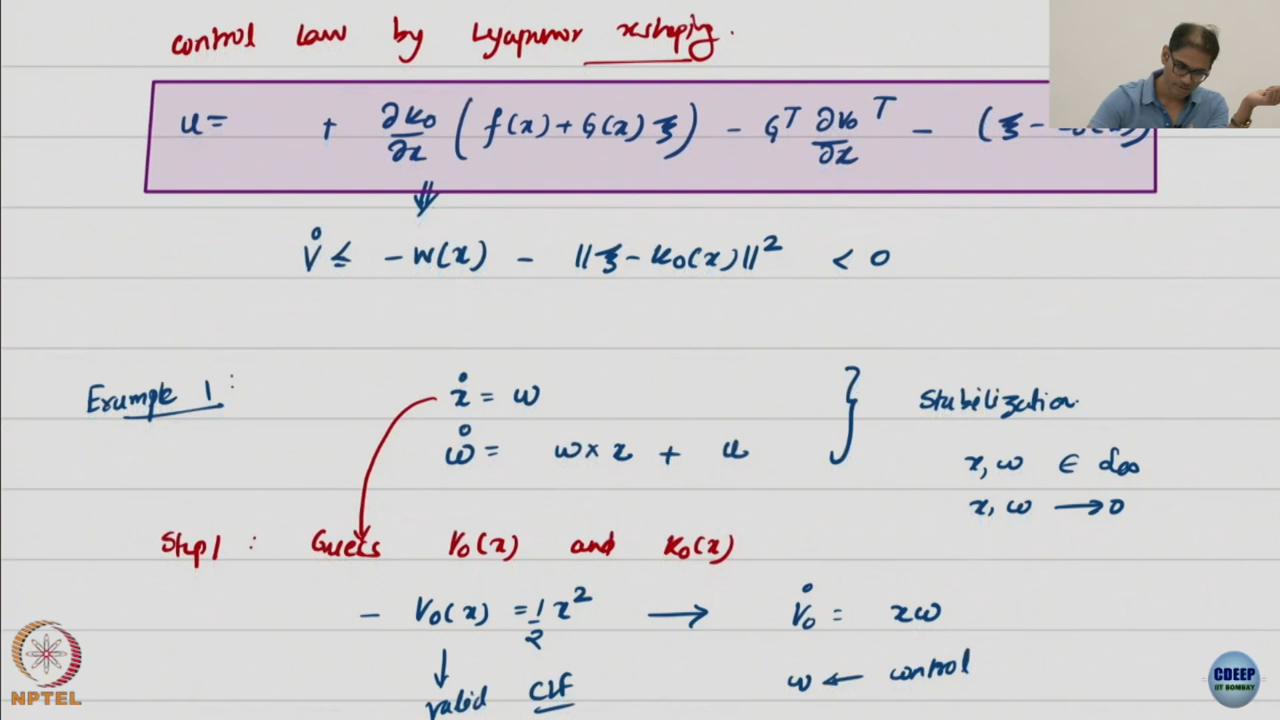 control law by Lyapunov reshaping.
u = + ∂k₀/∂x ( f(x) + G(x) ξ ) - Gᵀ ∂V₀/∂x ᵀ - (ξ -
⇓
V̇ ≤ - W(x) - ||ξ - k₀(x)||² < 0
Example 1 :
ẋ = ω
ω̇ = ω × x + u
} Stabilization.
x, ω ∈ L∞
x, ω → 0
Step 1 : Guess V₀(x) and K₀(x)
- V₀(x) = 1/2 x² → V̇₀ = xω
↓
valid CLF
ω ← control
NPTEL
CDEEP
IIT BOMBAY